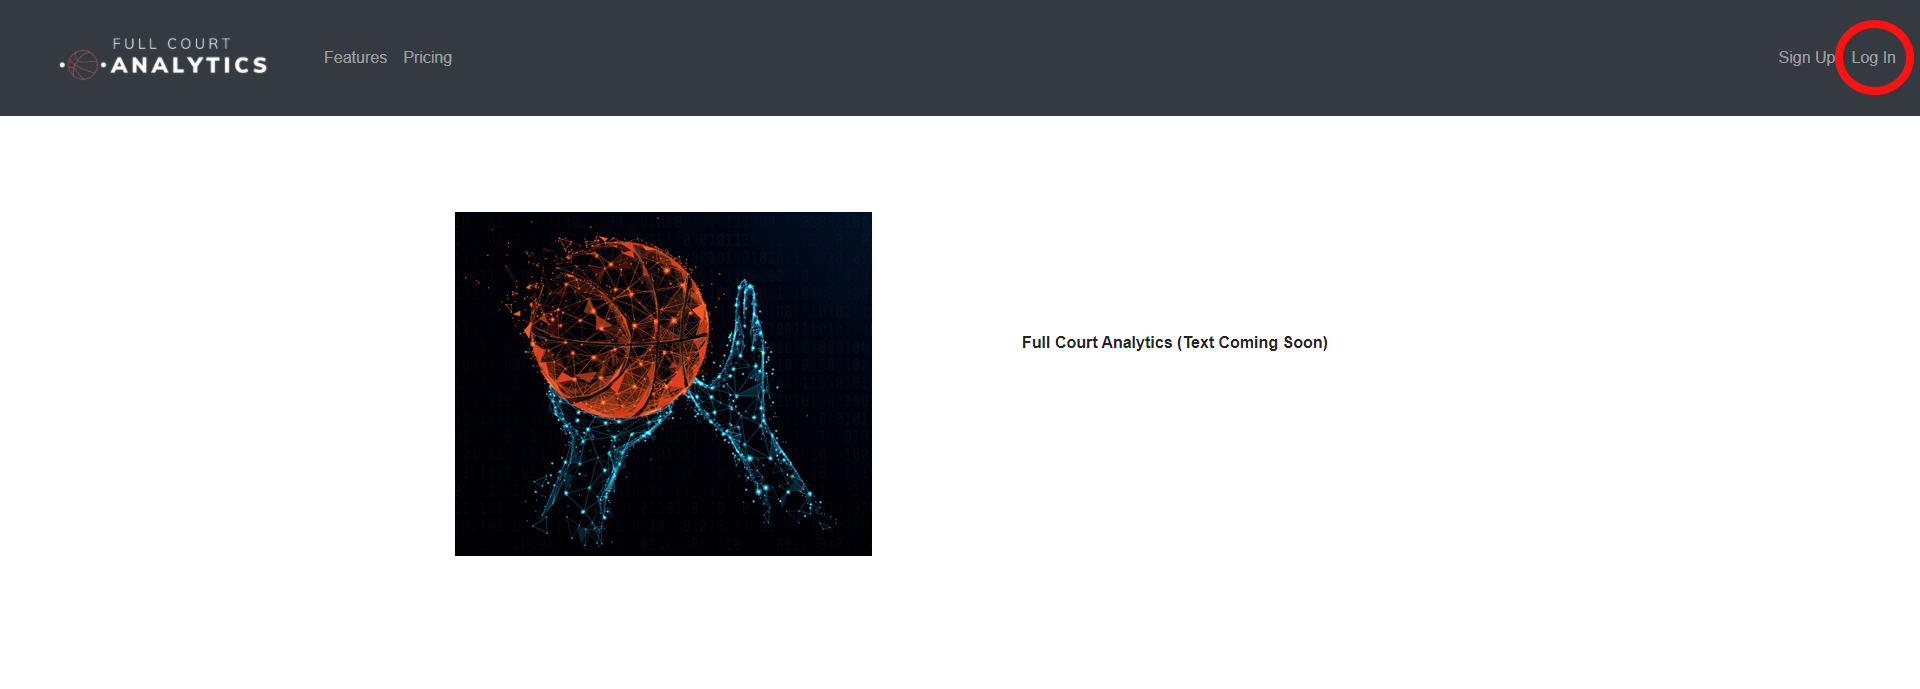 FULL COURT
ANALYTICS
Features Pricing
Sign Up Log In
Full Court Analytics (Text Coming Soon)